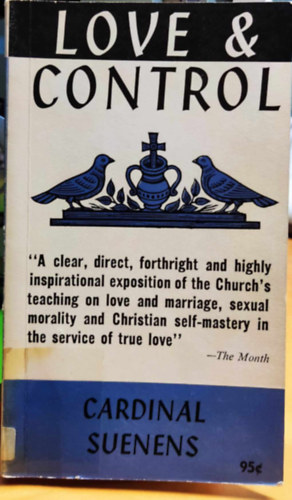 LOVE &
CONTROL
"A clear, direct, forthright and highly
inspirational exposition of the Church's
teaching on love and marriage, sexual
morality and Christian self-mastery in
the service of true love"
—The Month
CARDINAL
SUENENS
95¢